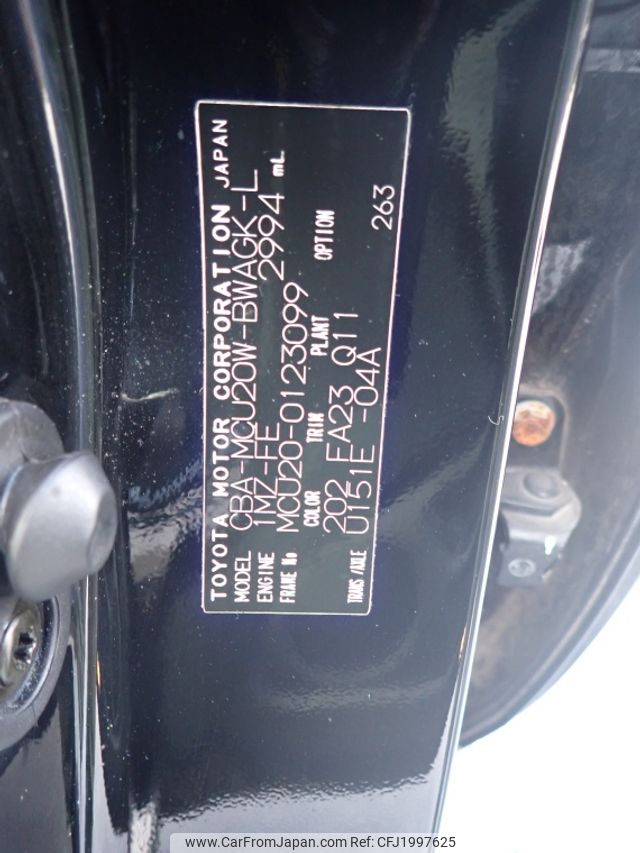 TOYOTA MOTOR CORPORATION JAPAN
MODEL CBA-MCU20W-BWAGK -L
ENGINE 1MZ-FE 2994 mL
FRAME No MCU20-0123099
COLOR TRIM PLANT OPTION
202 FA23 Q11
TRANS/AXLE U151E -04A 263
www.CarFromJapan.com Ref: CFJ1997625